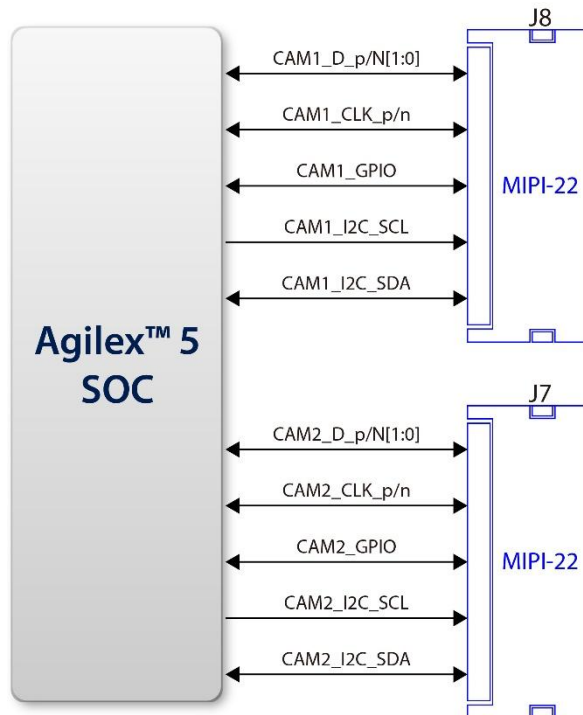 J8
CAM1_D_p/N[1:0]
CAM1_CLK_p/n
CAM1_GPIO
MIPI-22
CAM1_I2C_SCL
CAM1_I2C_SDA
Agilex™ 5
SOC
J7
CAM2_D_p/N[1:0]
CAM2_CLK_p/n
CAM2_GPIO
MIPI-22
CAM2_I2C_SCL
CAM2_I2C_SDA